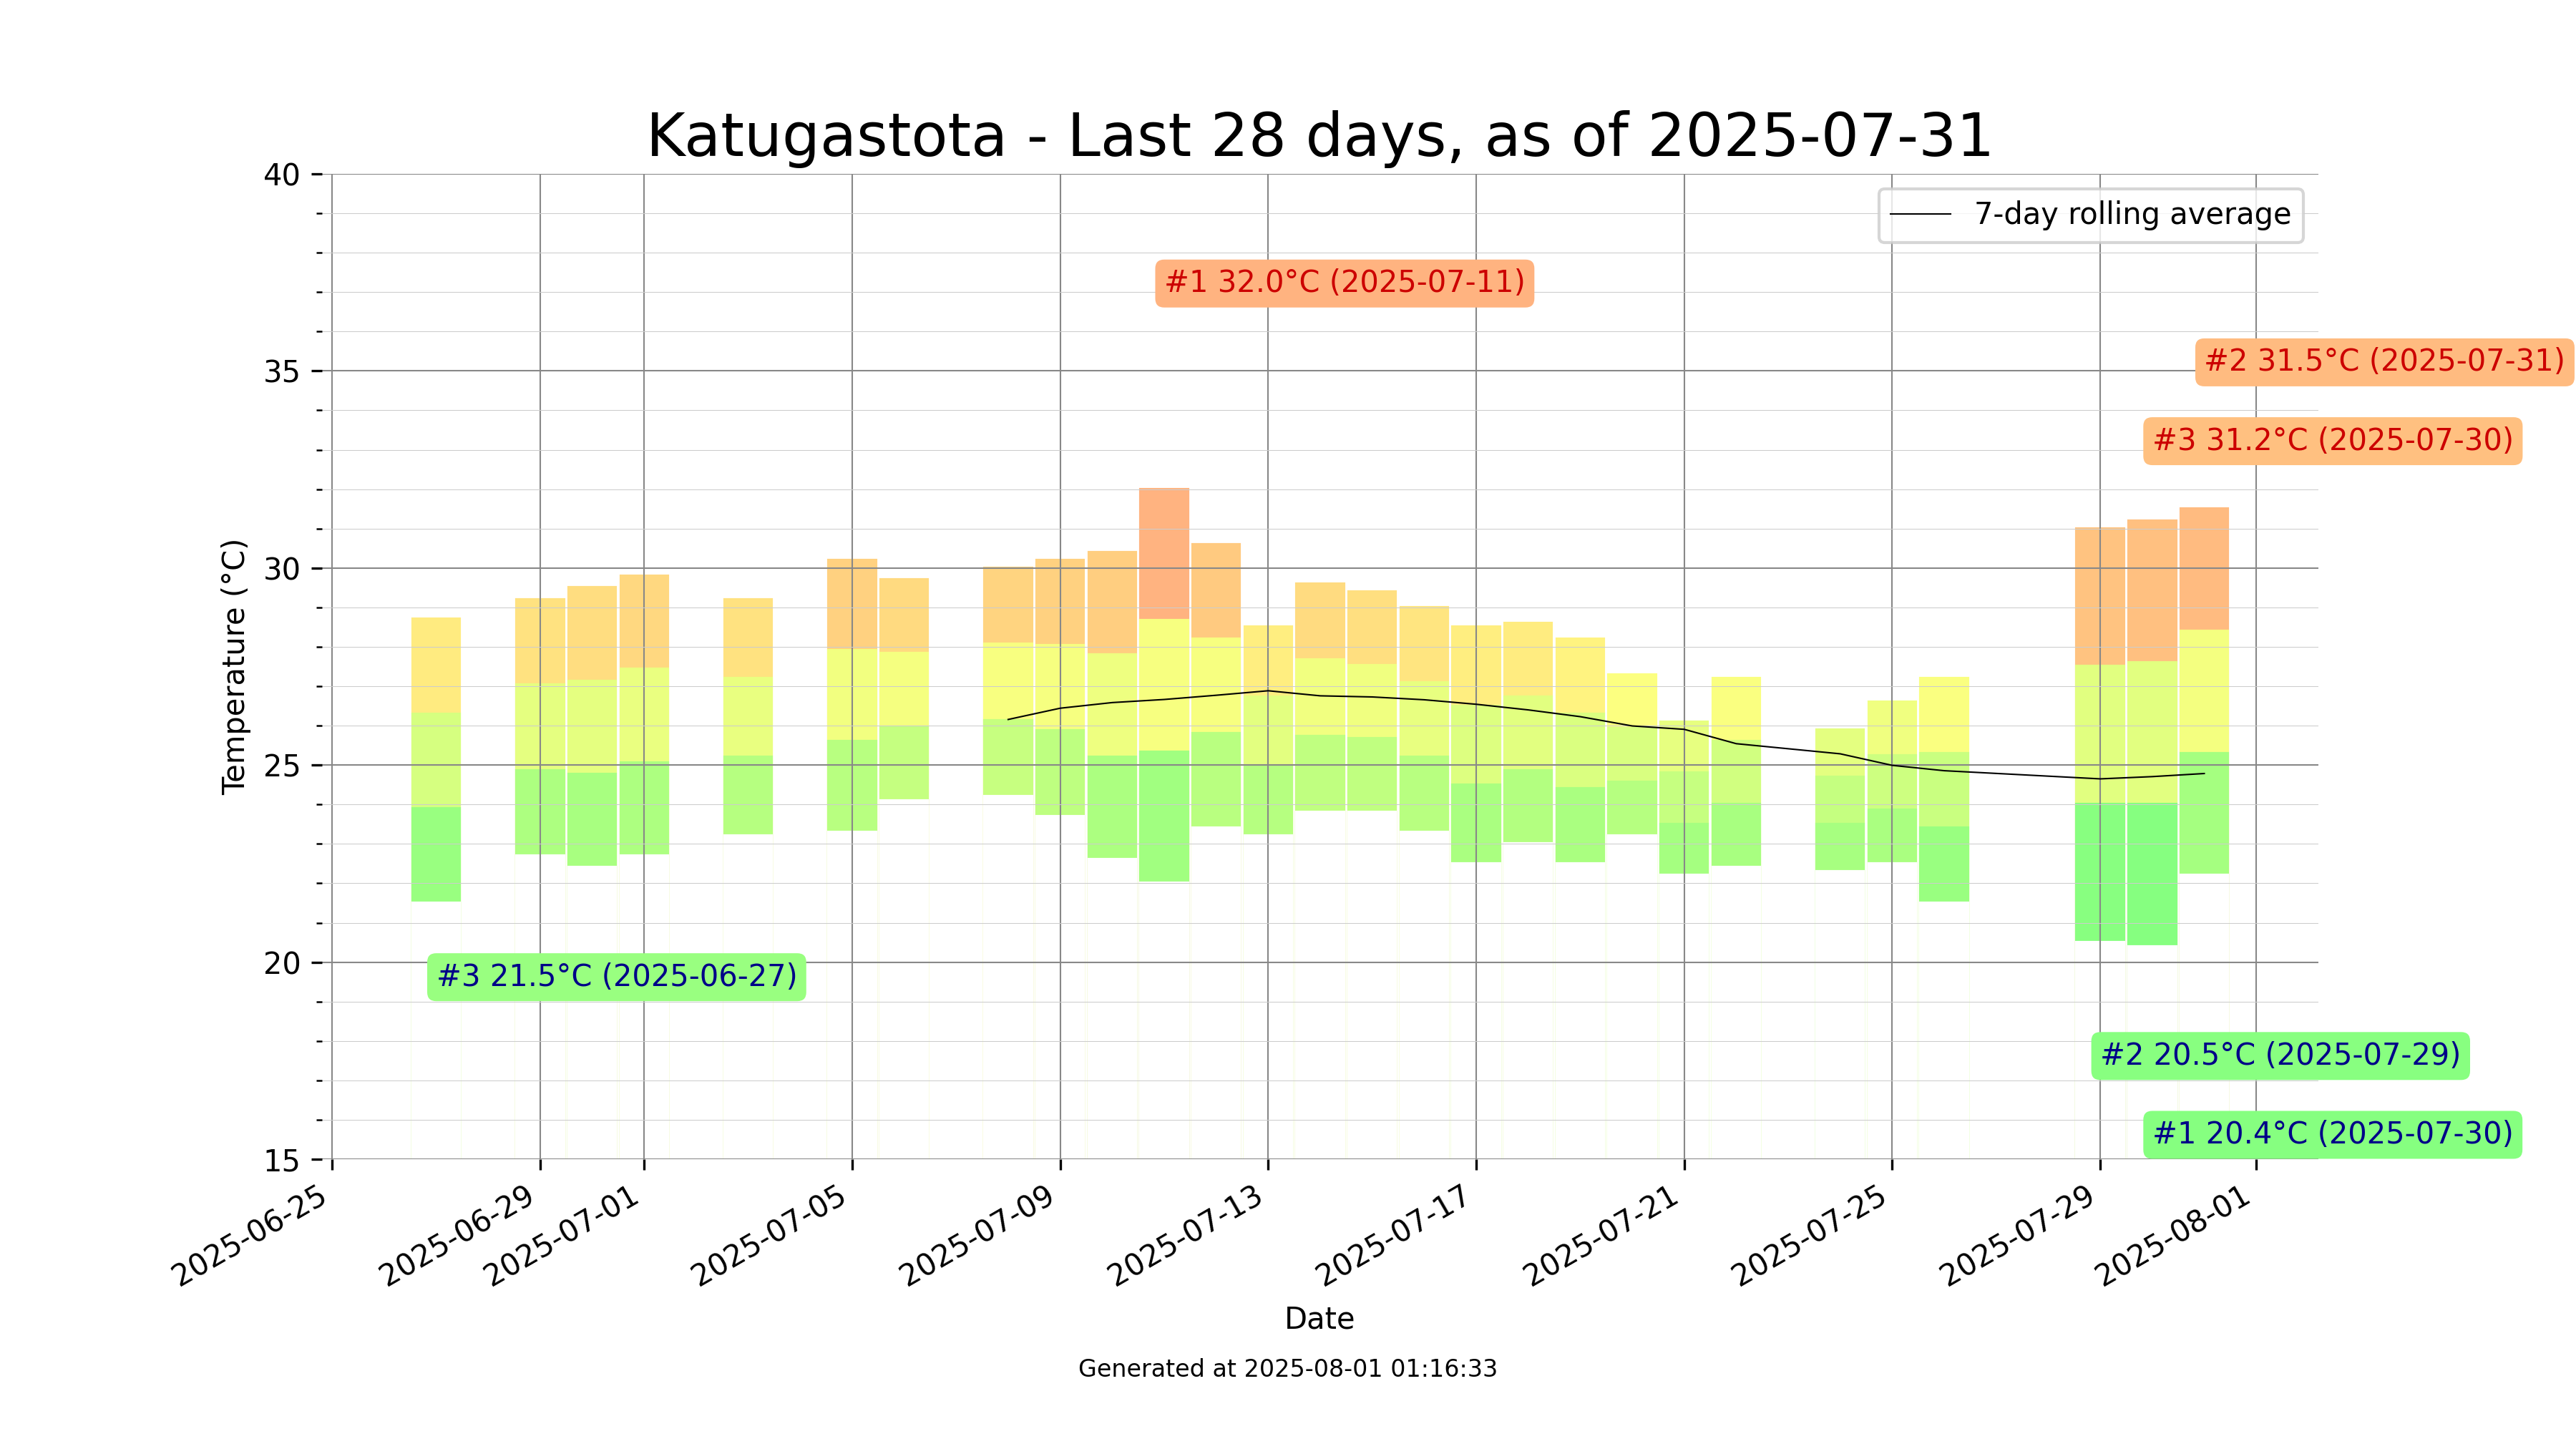 Katugastota - Last 28 days, as of 2025-07-31
40
7-day rolling average
#1 32.0°C (2025-07-11)
35
#2 31.5°C (2025-07-31)
#3 31.2°C (2025-07-30)
30
Temperature (°C)
25
20
#3 21.5°C (2025-06-27)
#2 20.5°C (2025-07-29)
#1 20.4°C (2025-07-30)
15
2025-06-25
2025-06-29
2025-07-01
2025-07-05
2025-07-09
2025-07-13
2025-07-17
2025-07-21
2025-07-25
2025-07-29
2025-08-01
Date
Generated at 2025-08-01 01:16:33